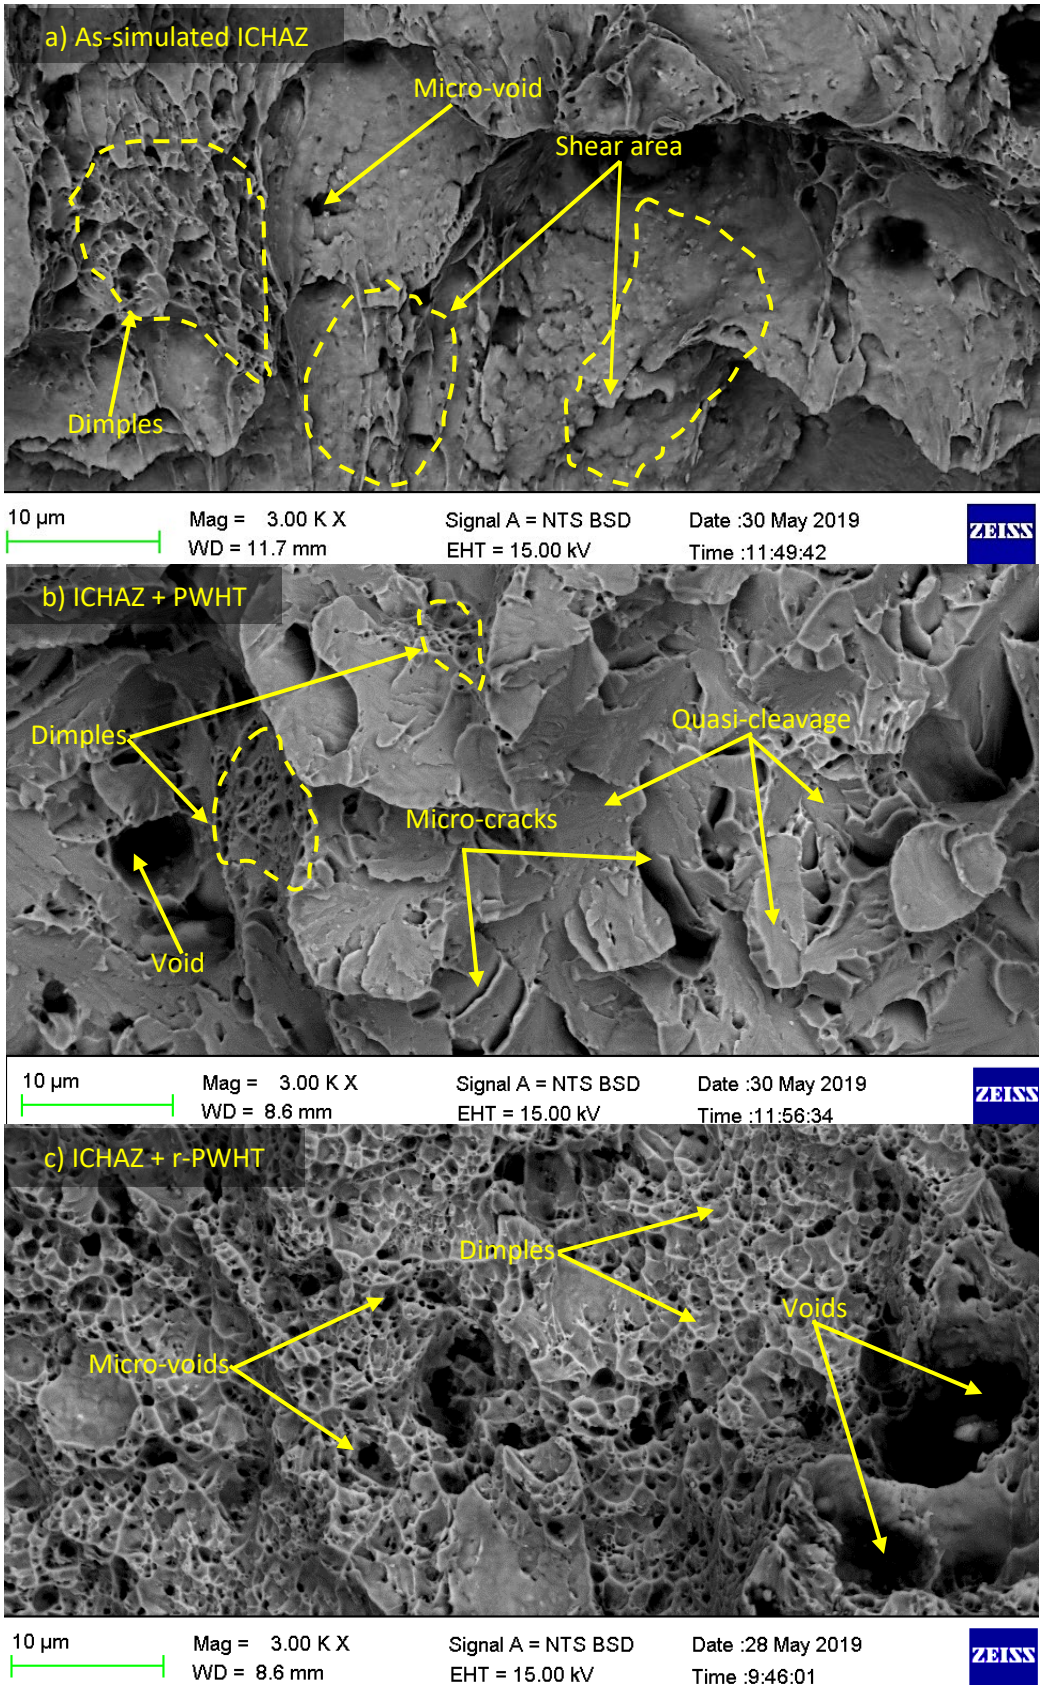 a) As-simulated ICHAZ
Micro-void
Shear area
Dimples
10 µm
Mag = 3.00 K X
Signal A = NTS BSD
Date :30 May 2019
WD = 11.7 mm
EHT = 15.00 kV
Time :11:49:42
ZEISS
b) ICHAZ + PWHT
Dimples
Quasi-cleavage
Micro-cracks
Void
10 µm
Mag = 3.00 K X
Signal A = NTS BSD
Date :30 May 2019
WD = 8.6 mm
EHT = 15.00 kV
Time :11:56:34
ZEISS
c) ICHAZ + r-PWHT
Dimples
Voids
Micro-voids
10 µm
Mag = 3.00 K X
Signal A = NTS BSD
Date :28 May 2019
WD = 8.6 mm
EHT = 15.00 kV
Time :9:46:01
ZEISS